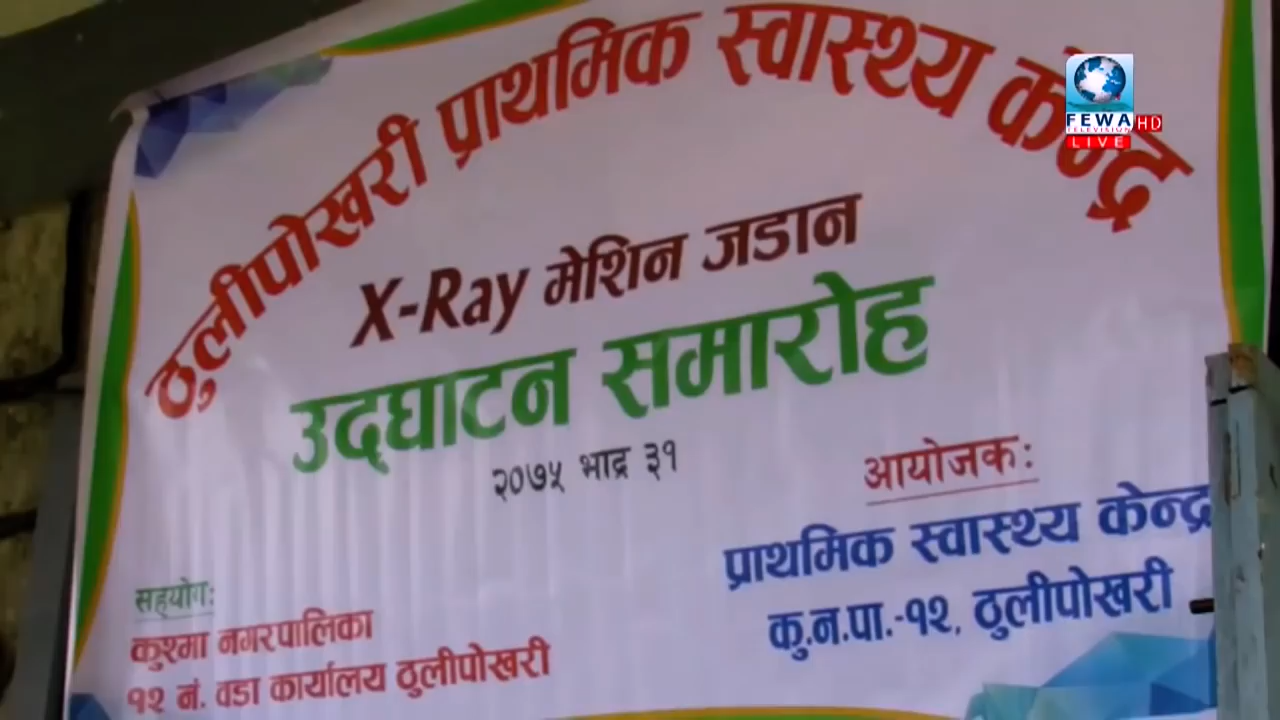 ठुलीपोखरी प्राथमिक स्वास्थ्य केन्द्र
X-Ray मेशिन जडान
उद्घाटन समारोह
२०७५ भाद्र ३१
सहयोग:
कुश्मा नगरपालिका
१२ नं. वडा कार्यालय ठुलीपोखरी
आयोजक:
प्राथमिक स्वास्थ्य केन्द्र
कु.न.पा.-१२, ठुलीपोखरी
FEWA HD
TELEVISION
LIVE